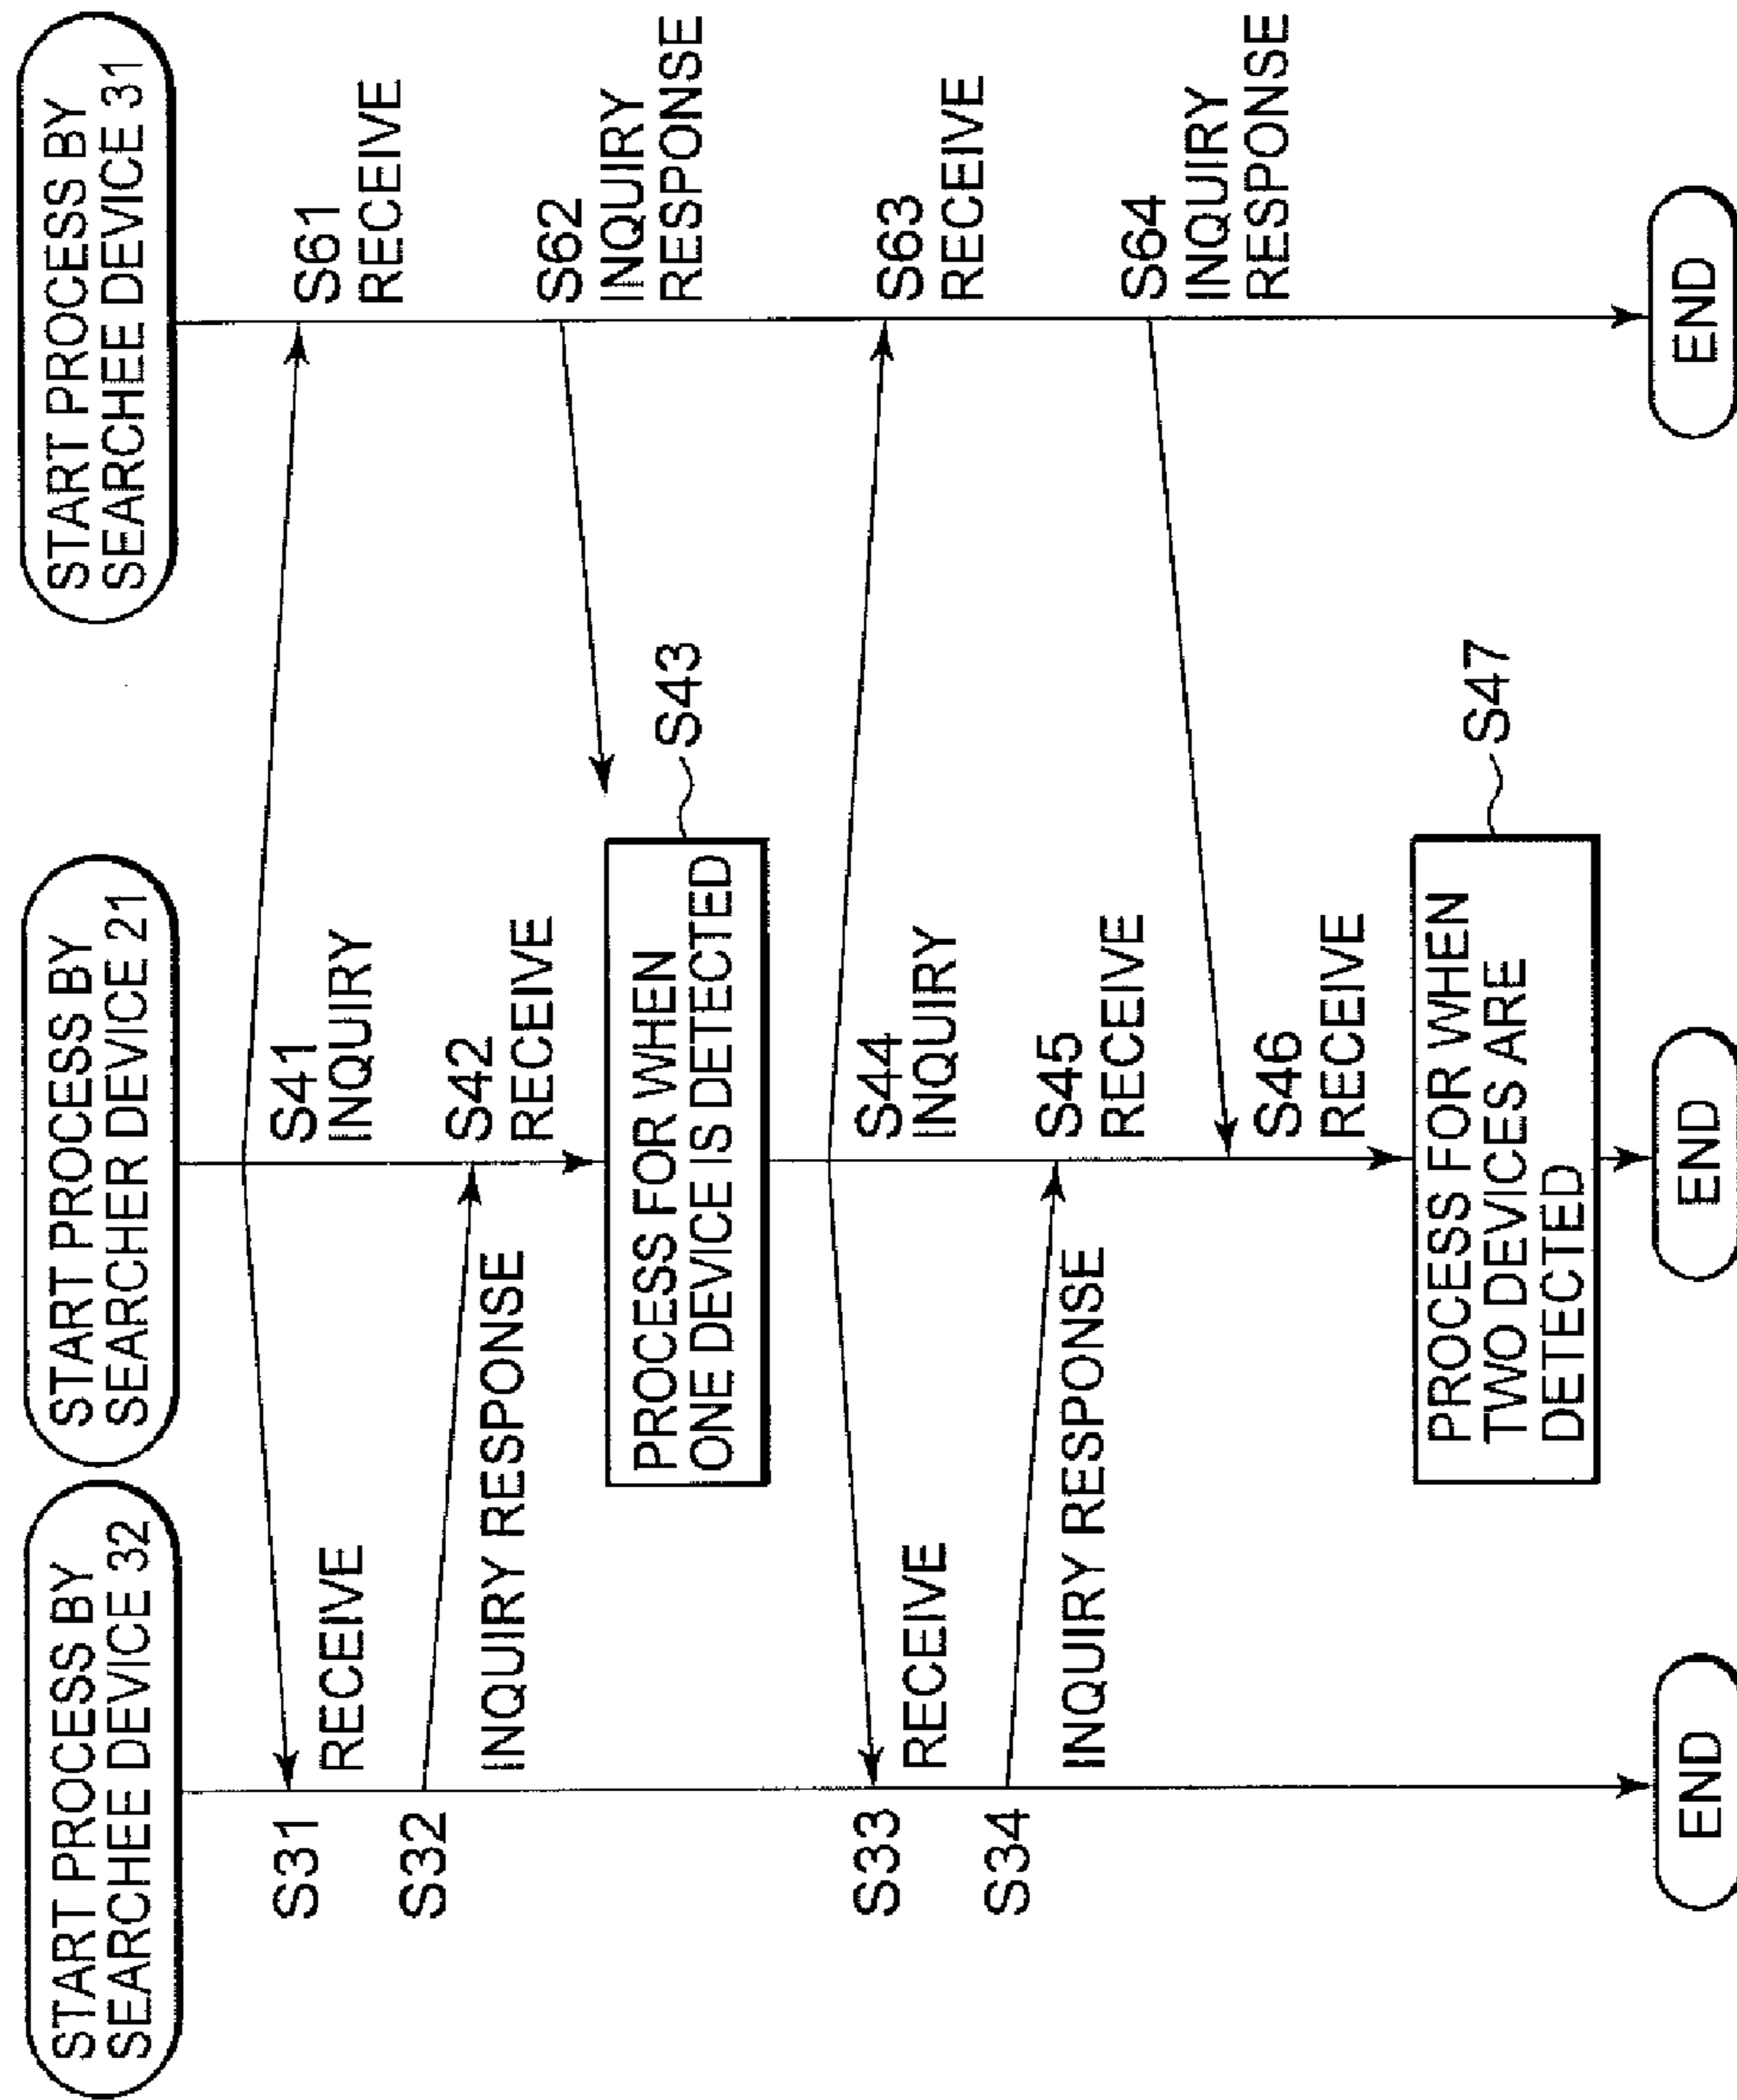 START PROCESS BY
SEARCHEE DEVICE 32
START PROCESS BY
SEARCHER DEVICE 21
START PROCESS BY
SEARCHEE DEVICE 31
S31
RECEIVE
S41
INQUIRY
S61
RECEIVE
S32
INQUIRY RESPONSE
S42
RECEIVE
S62
INQUIRY
RESPONSE
PROCESS FOR WHEN
ONE DEVICE IS DETECTED
S43
S33
RECEIVE
S44
INQUIRY
S63
RECEIVE
S34
INQUIRY RESPONSE
S45
RECEIVE
S64
INQUIRY
RESPONSE
S46
RECEIVE
PROCESS FOR WHEN
TWO DEVICES ARE
DETECTED
S47
END
END
END